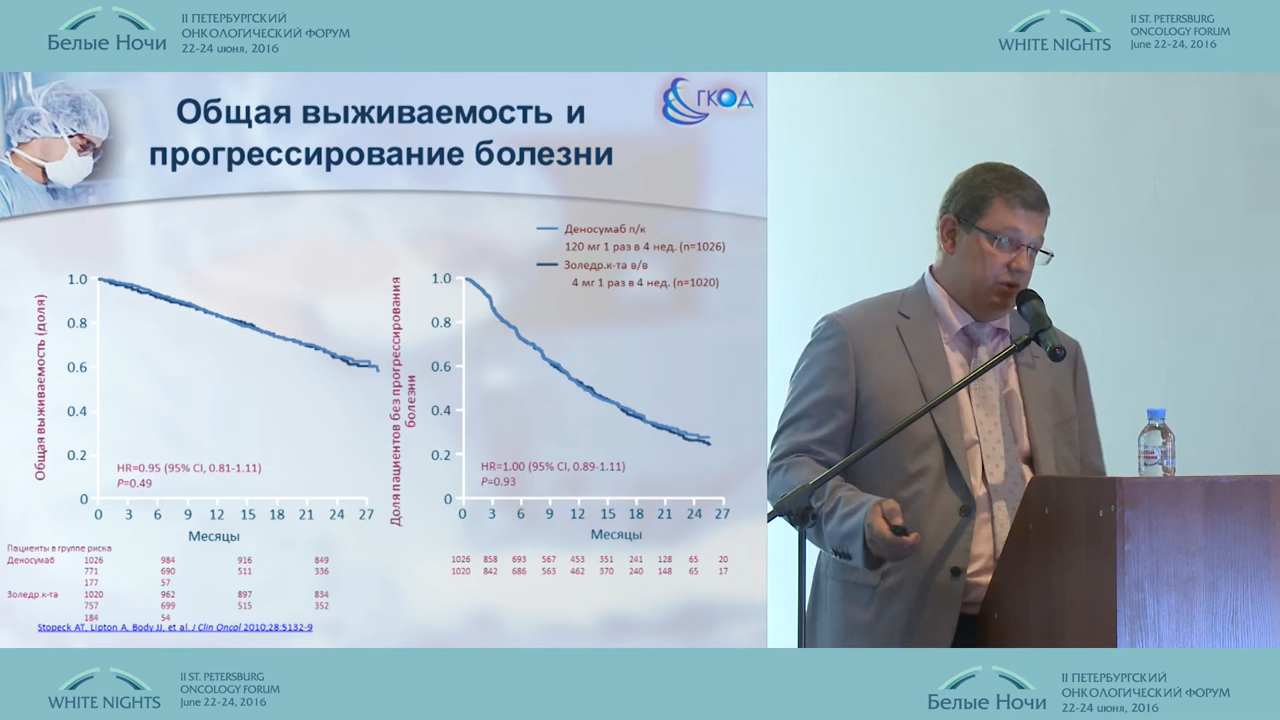 Белые Ночи
II ПЕТЕРБУРГСКИЙ
ОНКОЛОГИЧЕСКИЙ ФОРУМ
22-24 июня, 2016
WHITE NIGHTS
II ST. PETERSBURG
ONCOLOGY FORUM
June 22-24, 2016
Общая выживаемость и
прогрессирование болезни
ГКОД
Деносумаб п/к
120 мг 1 раз в 4 нед. (n=1026)
Золедр.к-та в/в
4 мг 1 раз в 4 нед. (n=1020)
Общая выживаемость (доля)
1.0
0.8
0.6
0.4
0.2
0
HR=0.95 (95% CI, 0.81-1.11)
P=0.49
0 3 6 9 12 15 18 21 24 27
Месяцы
Доля пациентов без прогрессирования
болезни
1.0
0.8
0.6
0.4
0.2
0
HR=1.00 (95% CI, 0.89-1.11)
P=0.93
0 3 6 9 12 15 18 21 24 27
Месяцы
Пациенты в группе риска
Деносумаб 1026 984 916 849
771 690 511 336
177 57
Золедр.к-та 1020 962 897 834
757 699 515 352
184 54
1026 858 693 567 453 351 241 128 65 20
1020 842 686 563 462 370 240 148 65 17
Stopeck AT, Lipton A, Body JJ, et al. J Clin Oncol 2010;28:5132-9
WHITE NIGHTS
II ST. PETERSBURG
ONCOLOGY FORUM
June 22-24, 2016
Белые Ночи
II ПЕТЕРБУРГСКИЙ
ОНКОЛОГИЧЕСКИЙ ФОРУМ
22-24 июня, 2016